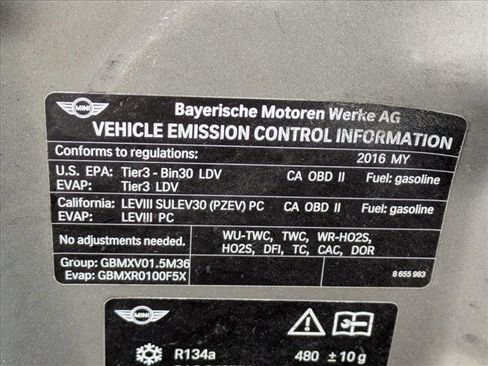 MINI
Bayerische Motoren Werke AG
VEHICLE EMISSION CONTROL INFORMATION
Conforms to regulations: 2016 MY
U.S. EPA: Tier3 - Bin30 LDV CA OBD II Fuel: gasoline
EVAP: Tier3 LDV
California: LEVIII SULEV30 (PZEV) PC CA OBD II Fuel: gasoline
EVAP: LEVIII PC
No adjustments needed. WU-TWC, TWC, WR-HO2S,
HO2S, DFI, TC, CAC, DOR
Group: GBMXV01.5M36
Evap: GBMXR0100F5X 8 655 983
MINI
R134a 480 ±10 g